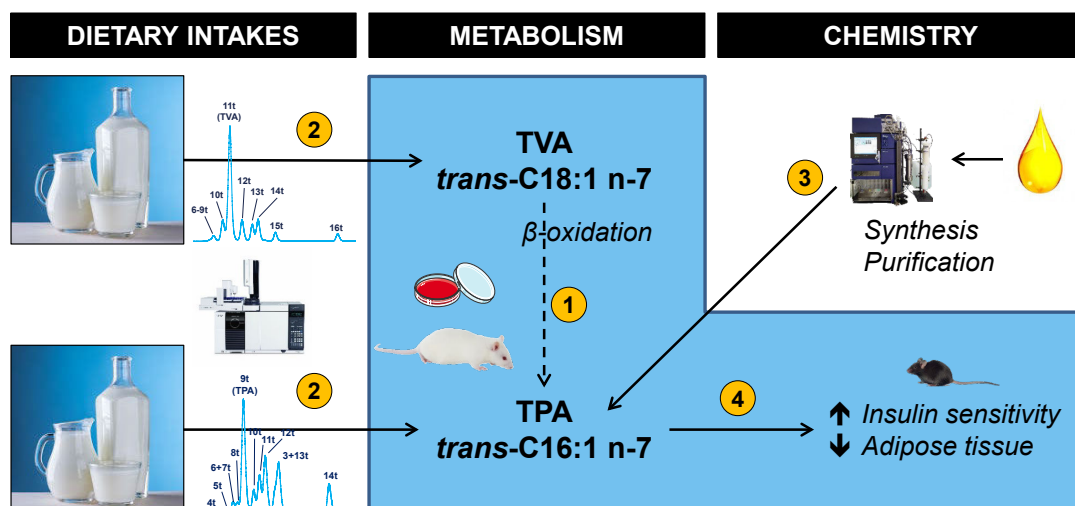 DIETARY INTAKES
METABOLISM
CHEMISTRY
11t
(TVA)
10t
12t
13t
14t
6-9t
15t
16t
2
TVA
trans-C18:1 n-7
β-oxidation
1
3
Synthesis
Purification
9t
(TPA)
2
10t
11t
12t
8t
6+7t
3+13t
5t
14t
4t
TPA
trans-C16:1 n-7
4
↑ Insulin sensitivity
↓ Adipose tissue